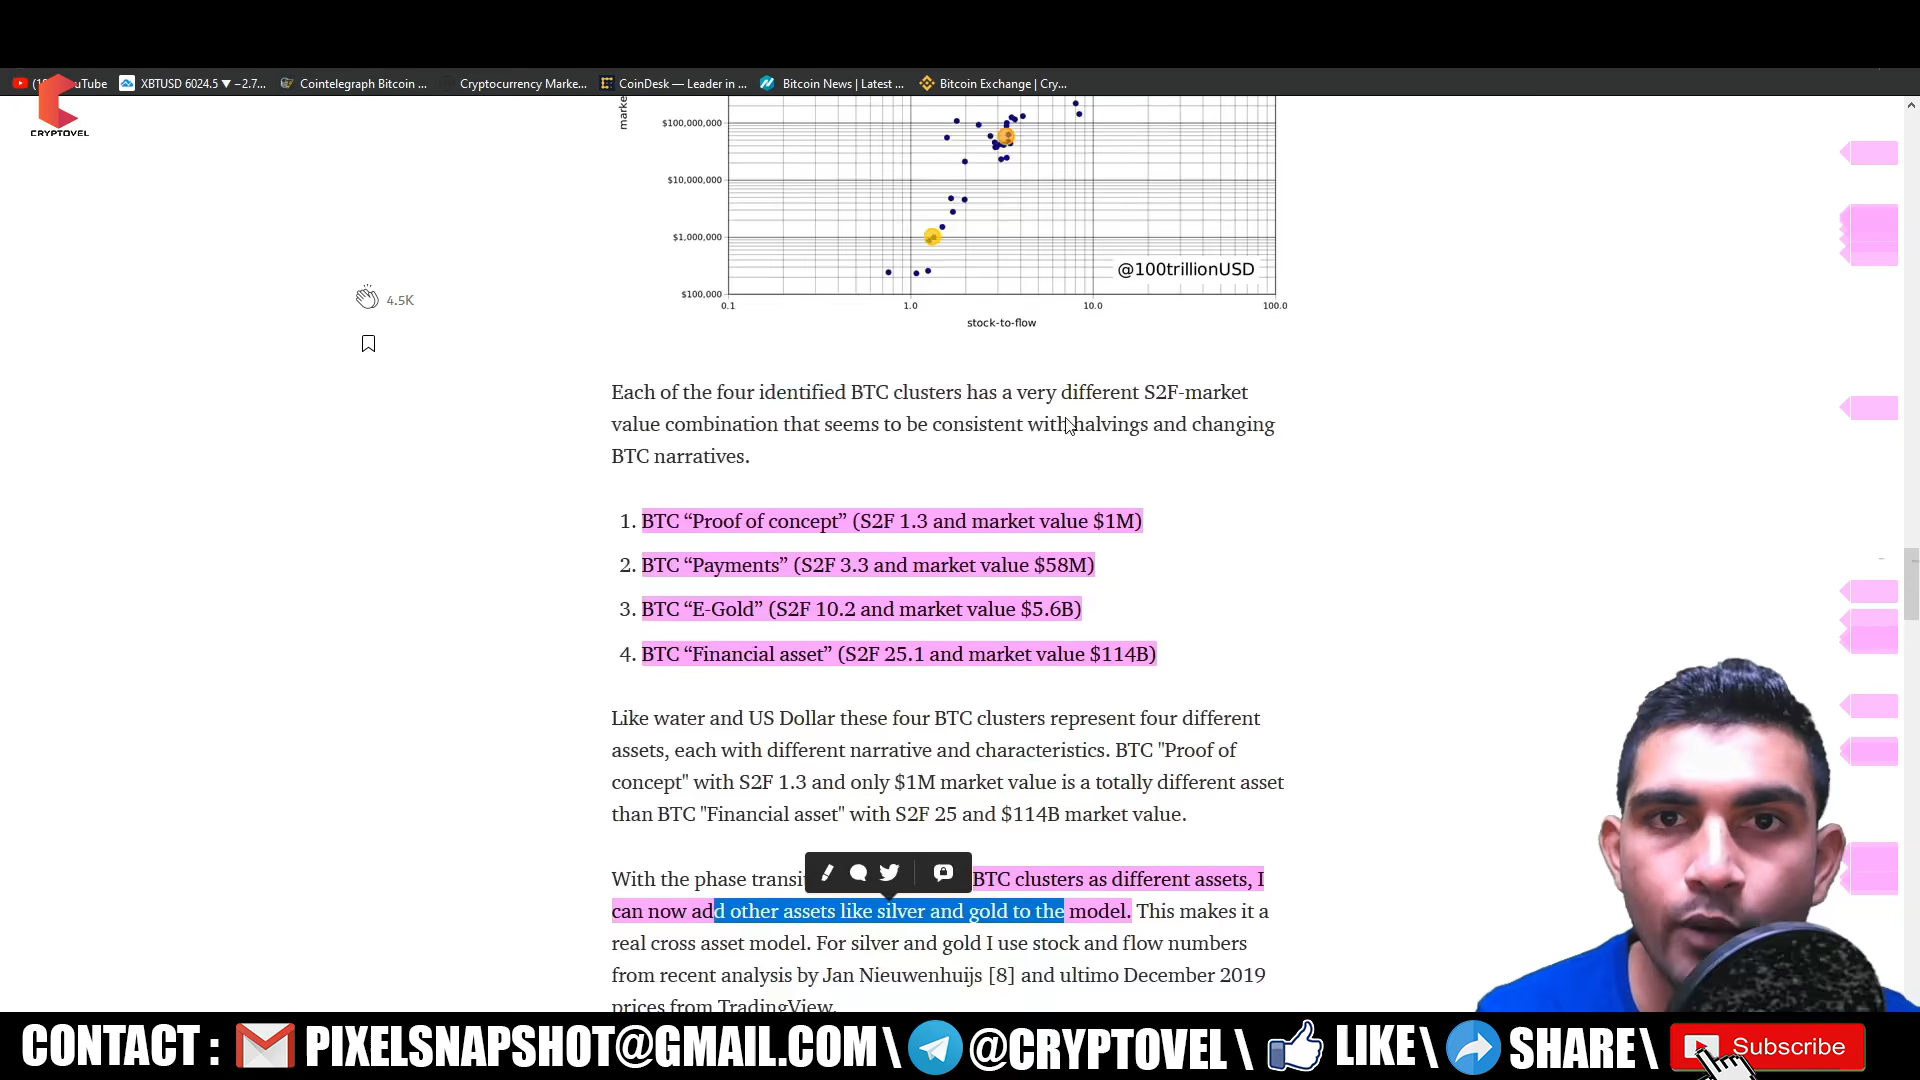 (1 uTube
XBTUSD 6024.5 ▼ −2.7...
Cointelegraph Bitcoin ...
Cryptocurrency Marke...
CoinDesk — Leader in ...
Bitcoin News | Latest ...
Bitcoin Exchange | Cry...
CRYPTOVEL
marke
$100,000,000
$10,000,000
$1,000,000
$100,000
@100trillionUSD
0.1 1.0 10.0 100.0
stock-to-flow
4.5K
Each of the four identified BTC clusters has a very different S2F-market
value combination that seems to be consistent with halvings and changing
BTC narratives.
1. BTC “Proof of concept” (S2F 1.3 and market value $1M)
2. BTC “Payments” (S2F 3.3 and market value $58M)
3. BTC “E-Gold” (S2F 10.2 and market value $5.6B)
4. BTC “Financial asset” (S2F 25.1 and market value $114B)
Like water and US Dollar these four BTC clusters represent four different
assets, each with different narrative and characteristics. BTC "Proof of
concept" with S2F 1.3 and only $1M market value is a totally different asset
than BTC "Financial asset" with S2F 25 and $114B market value.
With the phase transi BTC clusters as different assets, I
can now add other assets like silver and gold to the model. This makes it a
real cross asset model. For silver and gold I use stock and flow numbers
from recent analysis by Jan Nieuwenhuijs [8] and ultimo December 2019
prices from TradingView.
CONTACT : PIXELSNAPSHOT@GMAIL.COM \ @CRYPTOVEL \ LIKE \ SHARE \ Subscribe